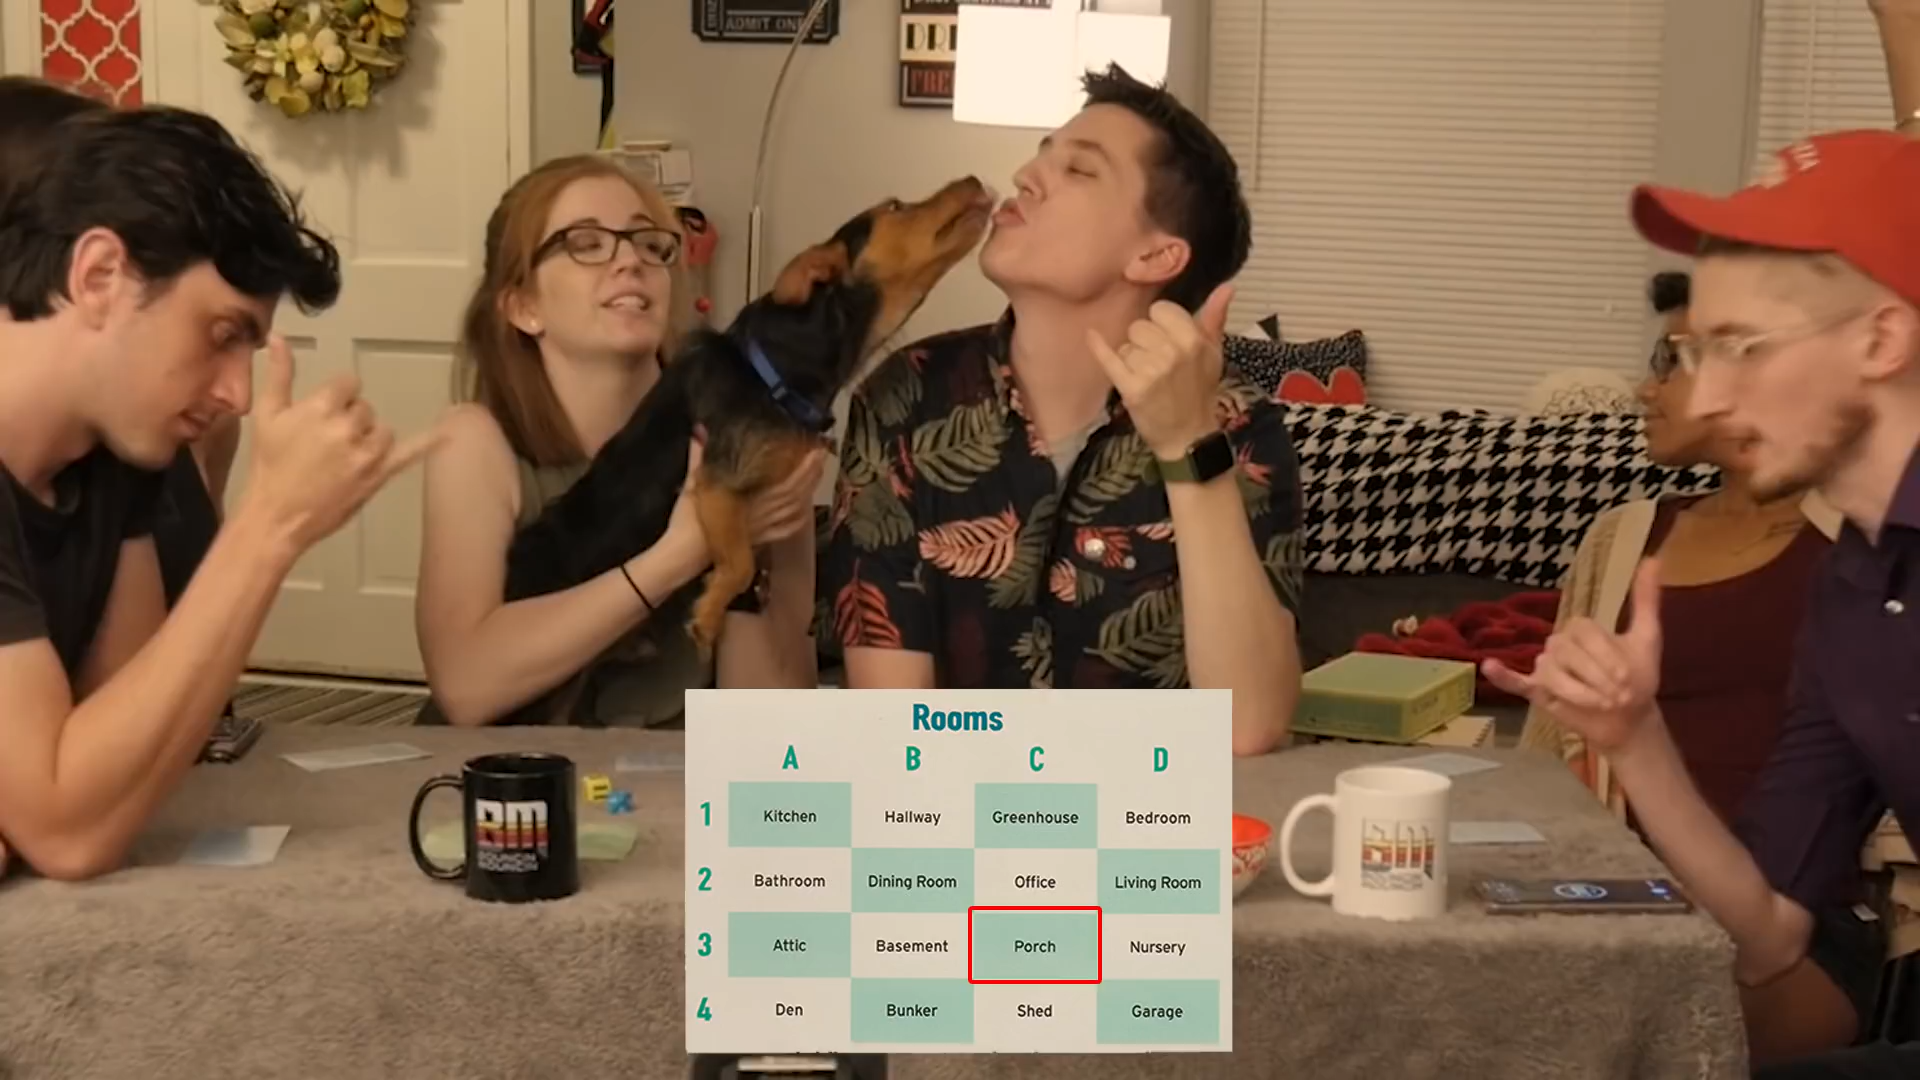 ADMIT ONE
Rooms
A B C D
1 Kitchen Hallway Greenhouse Bedroom
2 Bathroom Dining Room Office Living Room
3 Attic Basement Porch Nursery
4 Den Bunker Shed Garage